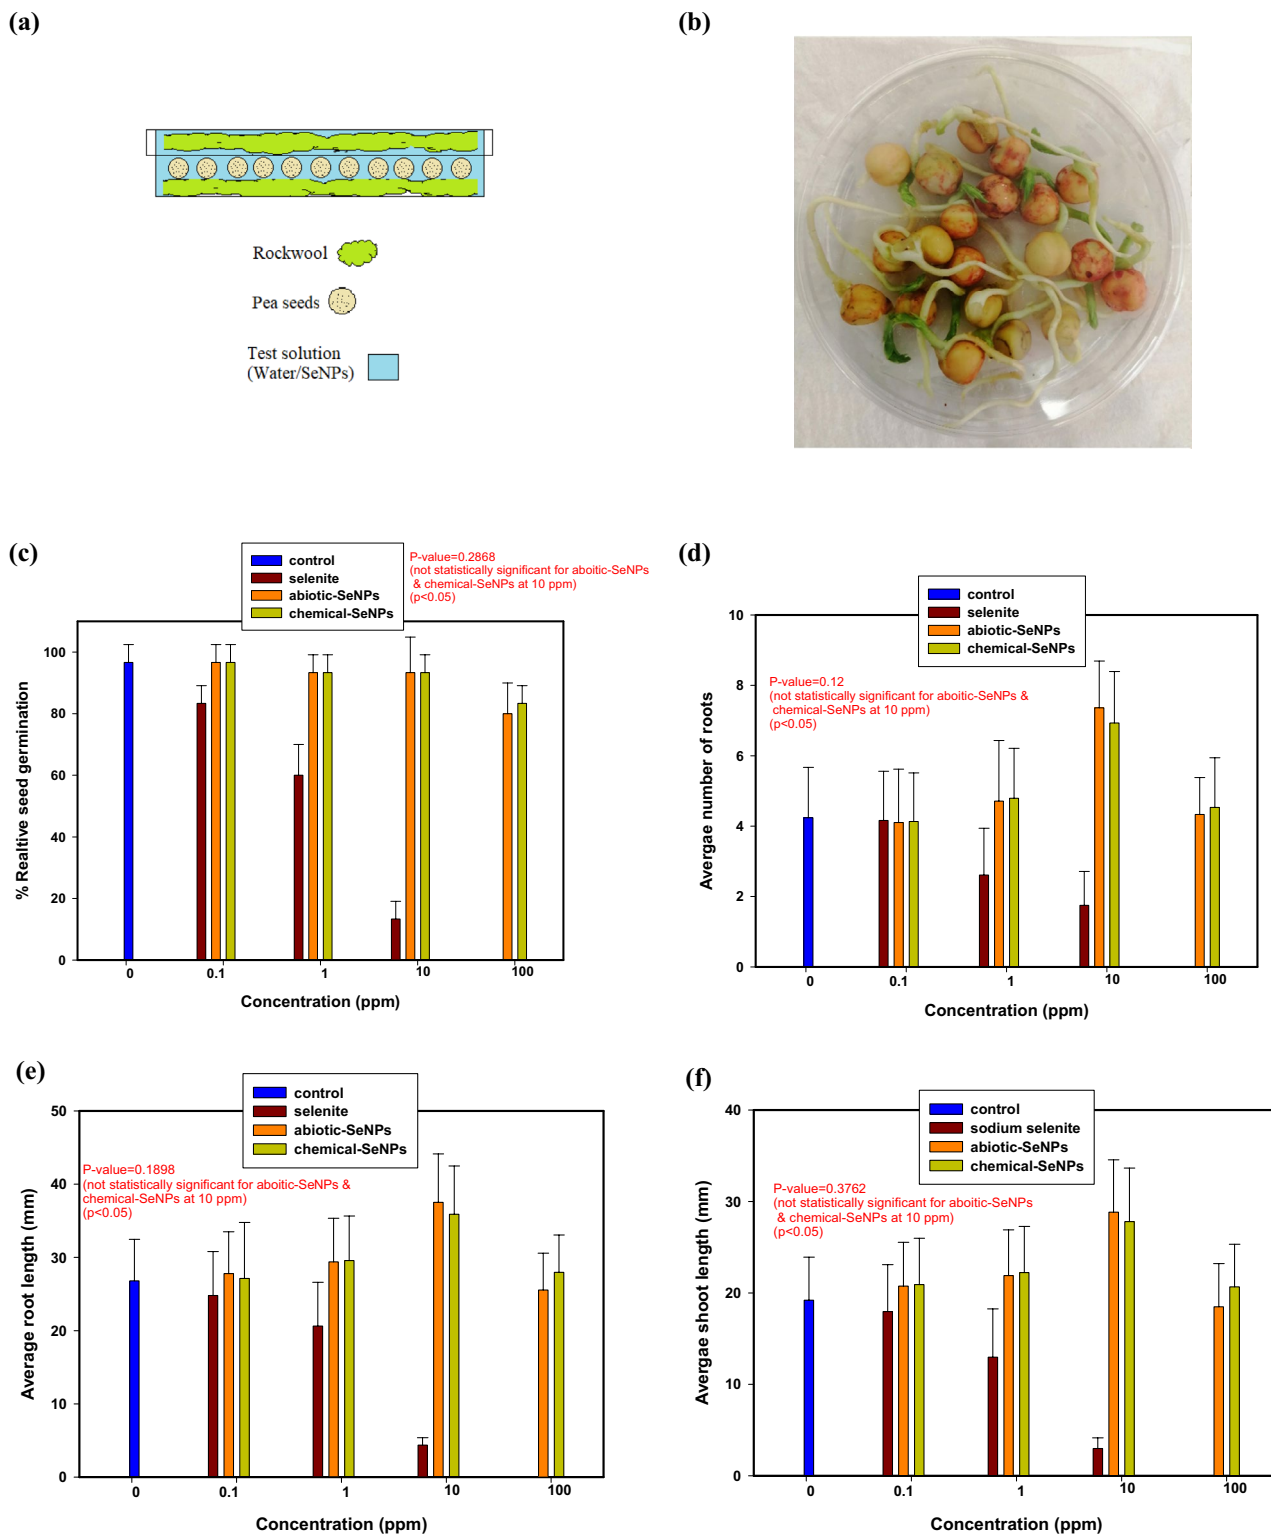 (a)
Rockwool
Pea seeds
Test solution
(Water/SeNPs)
(b)
(c)
control
selenite
abiotic-SeNPs
chemical-SeNPs
P-value=0.2868
(not statistically significant for aboitic-SeNPs
& chemical-SeNPs at 10 ppm)
(p<0.05)
% Realtive seed germination
100
80
60
40
20
0
0 0.1 1 10 100
Concentration (ppm)
(d)
control
selenite
abiotic-SeNPs
chemical-SeNPs
P-value=0.12
(not statistically significant for aboitic-SeNPs &
chemical-SeNPs at 10 ppm)
(p<0.05)
Avergae number of roots
10
8
6
4
2
0
0 0.1 1 10 100
Concentration (ppm)
(e)
control
selenite
abiotic-SeNPs
chemical-SeNPs
P-value=0.1898
(not statistically significant for aboitic-SeNPs &
chemical-SeNPs at 10 ppm)
(p<0.05)
Average root length (mm)
50
40
30
20
10
0
0 0.1 1 10 100
Concentration (ppm)
(f)
control
sodium selenite
abiotic-SeNPs
chemical-SeNPs
P-value=0.3762
(not statistically significant for aboitic-SeNPs
& chemical-SeNPs at 10 ppm)
(p<0.05)
Avergae shoot length (mm)
40
30
20
10
0
0 0.1 1 10 100
Concentration (ppm)